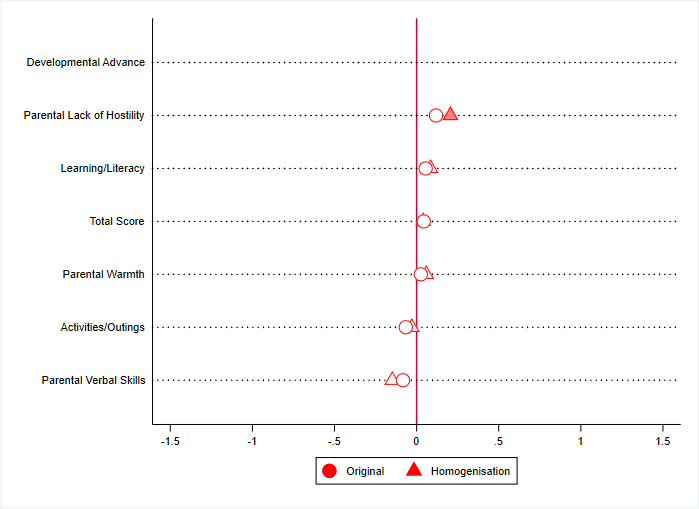 Developmental Advance
Parental Lack of Hostility
Learning/Literacy
Total Score
Parental Warmth
Activities/Outings
Parental Verbal Skills
-1.5 -1 -.5 0 .5 1 1.5
Original Homogenisation